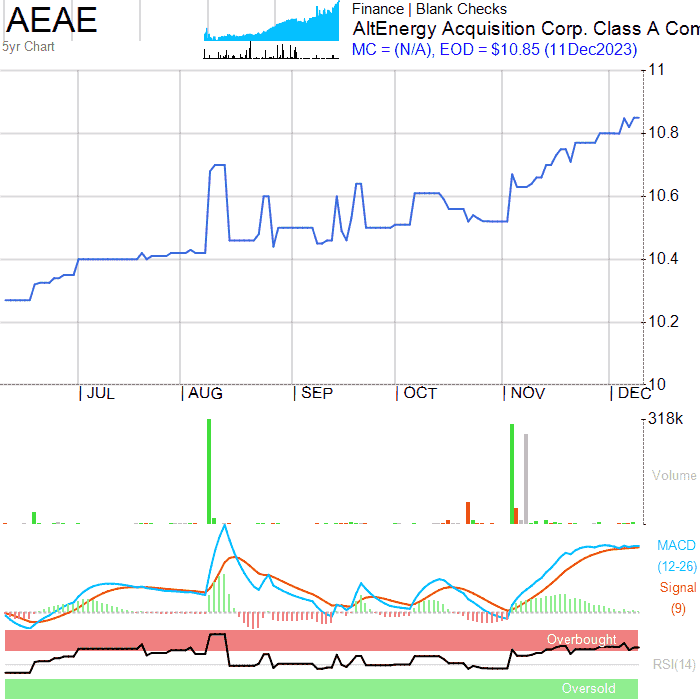 AEAE
5yr Chart
Finance | Blank Checks
AltEnergy Acquisition Corp. Class A Com
MC = (N/A), EOD = $10.85 (11Dec2023)
11
10.8
10.6
10.4
10.2
10
| JUL | AUG | SEP | OCT | NOV | DEC
318k
Volume
MACD
(12-26)
Signal
(9)
Overbought
RSI(14)
Oversold